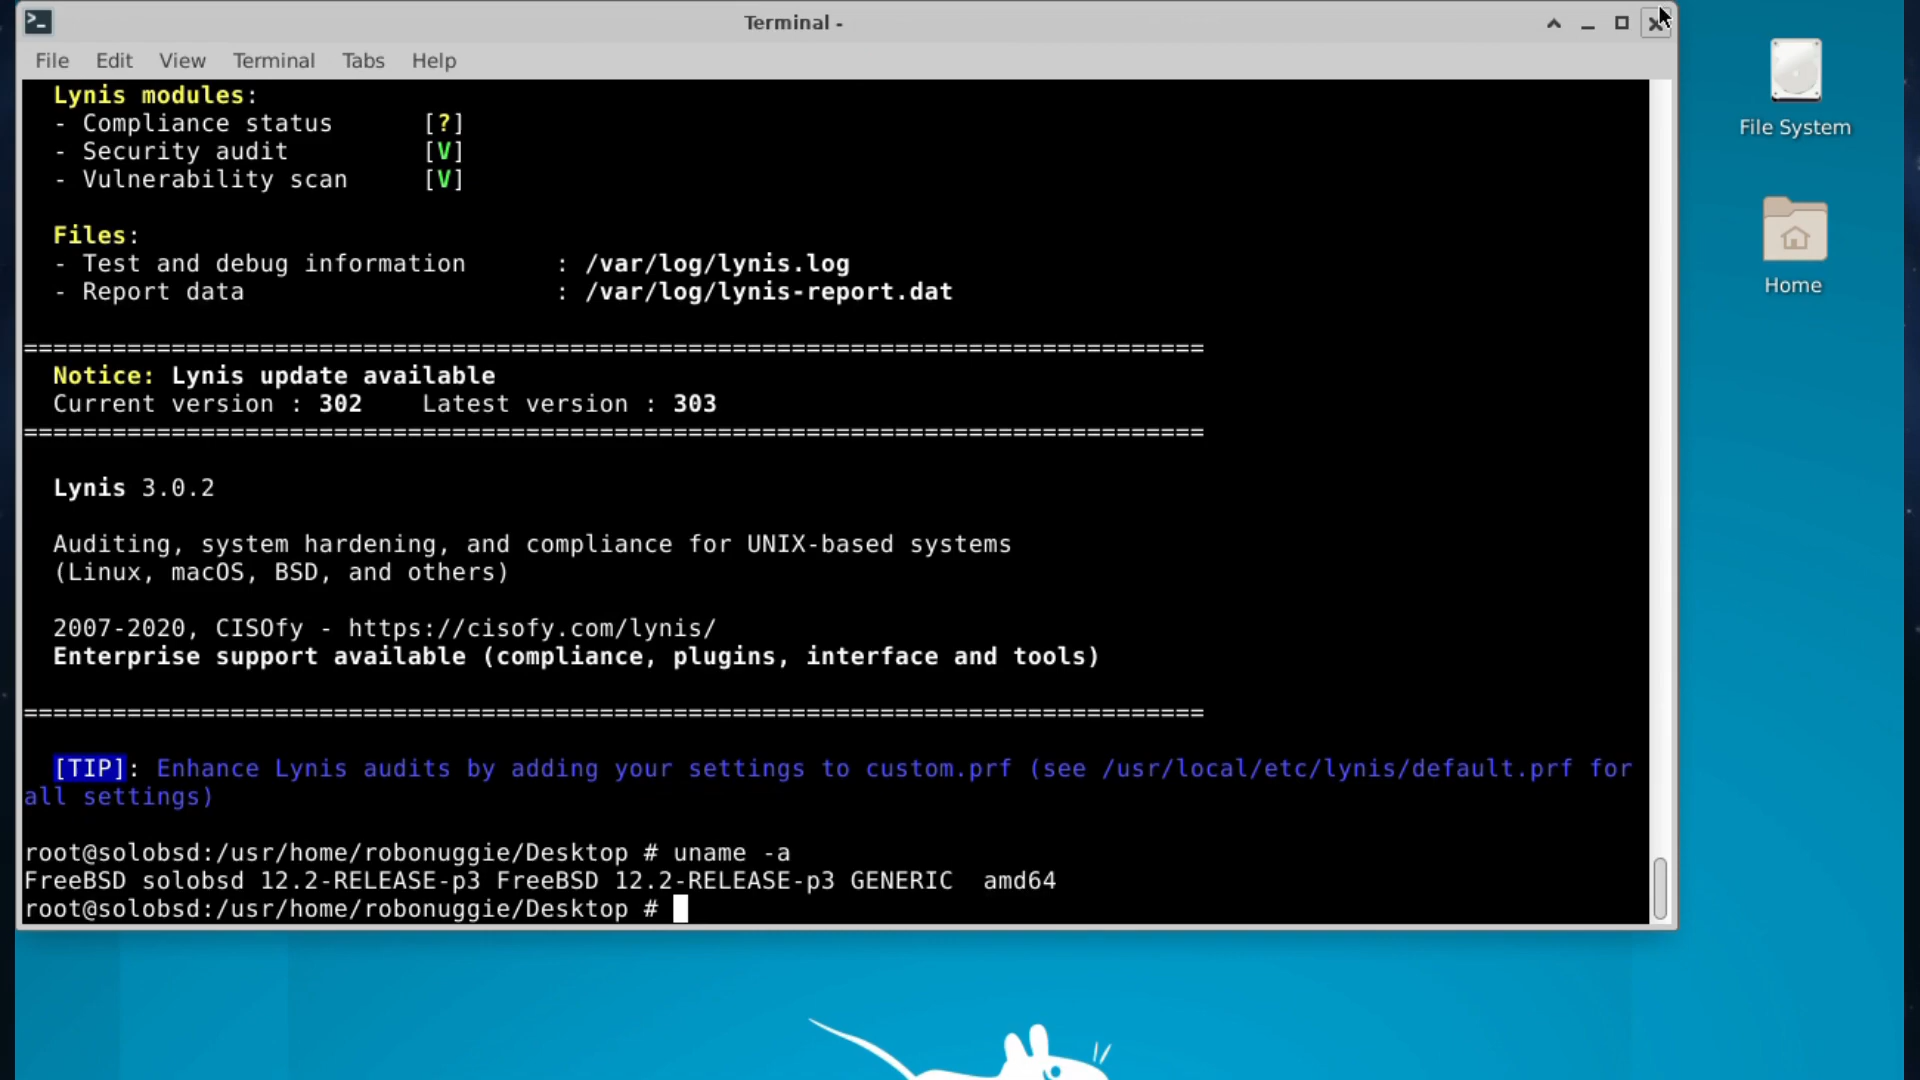 Terminal -
File Edit View Terminal Tabs Help
Lynis modules:
- Compliance status [?]
- Security audit [V]
- Vulnerability scan [V]
Files:
- Test and debug information : /var/log/lynis.log
- Report data : /var/log/lynis-report.dat
================================================================================
Notice: Lynis update available
Current version : 302 Latest version : 303
================================================================================
Lynis 3.0.2
Auditing, system hardening, and compliance for UNIX-based systems
(Linux, macOS, BSD, and others)
2007-2020, CISOfy - https://cisofy.com/lynis/
Enterprise support available (compliance, plugins, interface and tools)
================================================================================
[TIP]: Enhance Lynis audits by adding your settings to custom.prf (see /usr/local/etc/lynis/default.prf for
all settings)
root@solobsd:/usr/home/robonuggie/Desktop # uname -a
FreeBSD solobsd 12.2-RELEASE-p3 FreeBSD 12.2-RELEASE-p3 GENERIC amd64
root@solobsd:/usr/home/robonuggie/Desktop #
File System
Home